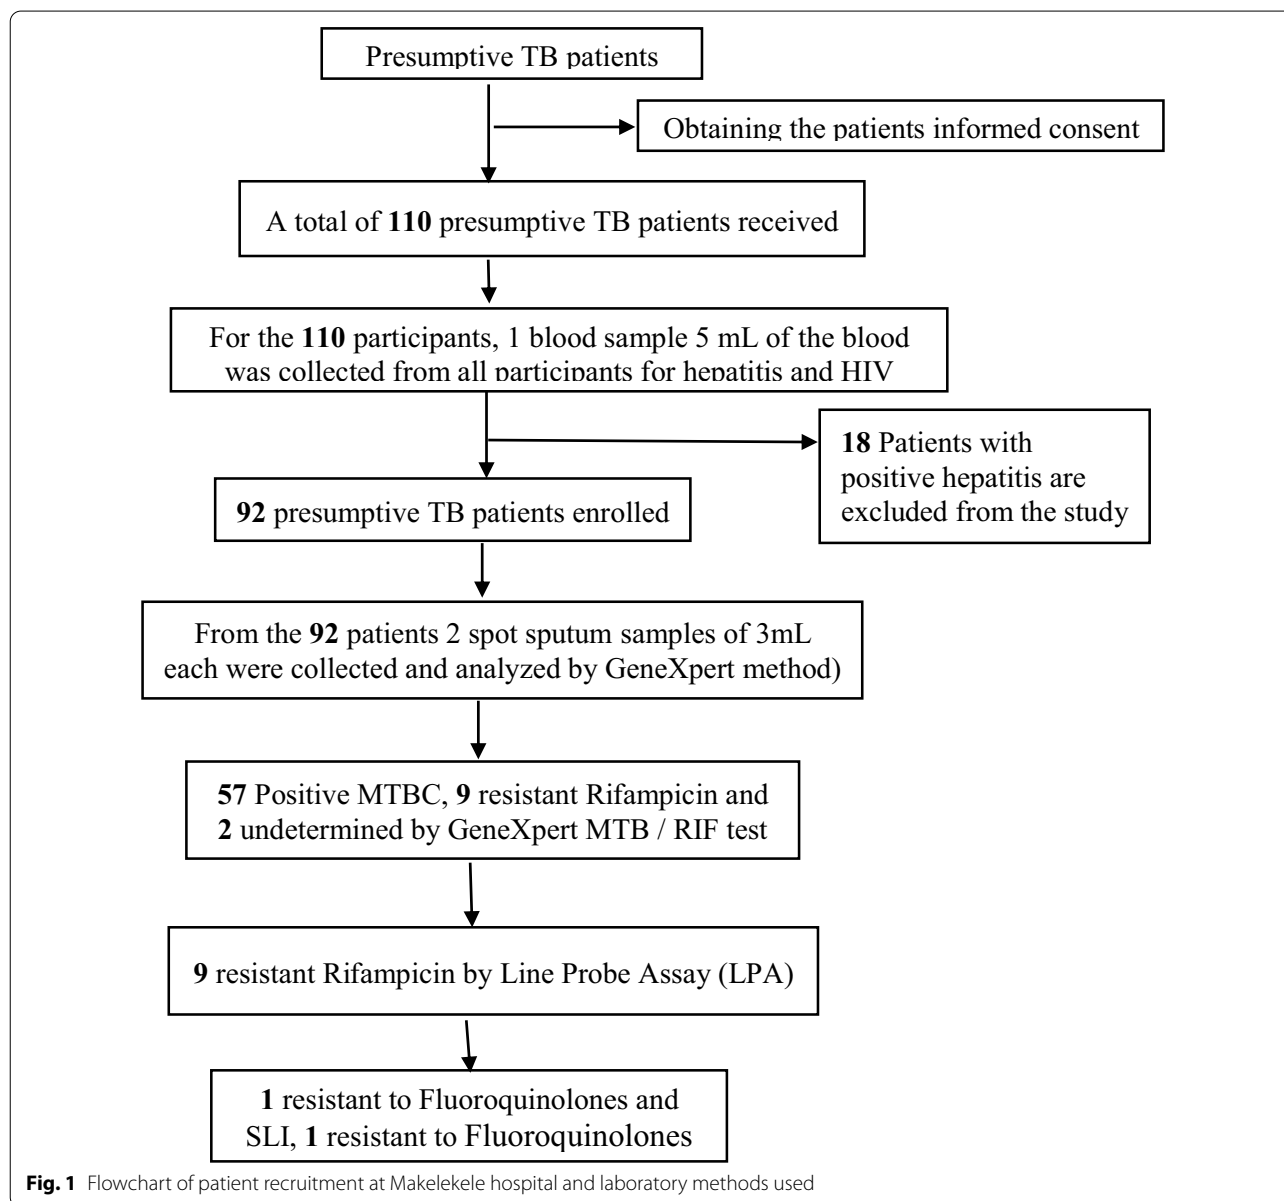 Presumptive TB patients
Obtaining the patients informed consent
A total of 110 presumptive TB patients received
For the 110 participants, 1 blood sample 5 mL of the blood
was collected from all participants for hepatitis and HIV
18 Patients with
positive hepatitis are
excluded from the study
92 presumptive TB patients enrolled
From the 92 patients 2 spot sputum samples of 3mL
each were collected and analyzed by GeneXpert method)
57 Positive MTBC, 9 resistant Rifampicin and
2 undetermined by GeneXpert MTB / RIF test
9 resistant Rifampicin by Line Probe Assay (LPA)
1 resistant to Fluoroquinolones and
SLI, 1 resistant to Fluoroquinolones
Fig. 1 Flowchart of patient recruitment at Makelekele hospital and laboratory methods used